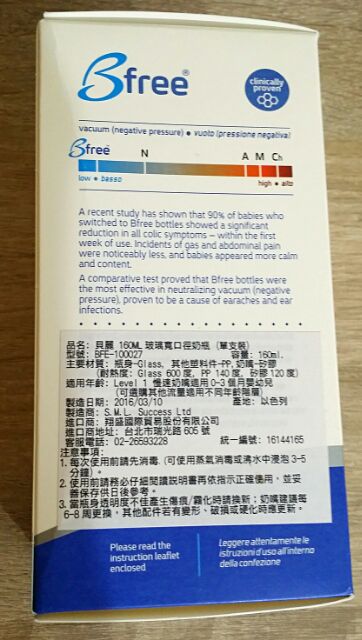 Bfree®
clinically
proven
vacuum (negative pressure) • vuoto (pressione negativa)
Bfree N A M Ch
low • basso high • alto
A recent study has shown that 90% of babies who
switched to Bfree bottles showed a significant
reduction in all colic symptoms – within the first
week of use. Incidents of gas and abdominal pain
were noticeably less, and babies appeared more calm
and content.
A comparative test proved that Bfree bottles were
the most effective in neutralizing vacuum (negative
pressure), proven to be a cause of earaches and ear
infections.
品名: 貝麗 160ML 玻璃寬口徑奶瓶 (單支裝)
型號: BFE-100027 容量: 160ml.
主要材質: 瓶身-Glass, 其他塑料件-PP,奶嘴-矽膠
(耐熱度: Glass 600度, PP 140度, 矽膠120度)
適用年齡: Level 1 慢速奶嘴適用0-3個月嬰幼兒
(可選購其他流量適用不同年齡階層)
製造日期: 2016/03/10 產地: 以色列
製造商: S.M.L. Success Ltd
進口商: 翔盛國際貿易股份有限公司
進口商地址: 台北市瑞光路605號
客服電話: 02-26593228 統一編號: 16144165
注意事項:
1. 每次使用前請先消毒.(可使用蒸氣消毒或沸水中浸泡3-5
分鐘)。
2. 使用前請務必仔細閱讀說明書再依指示正確使用, 並妥
善保存供日後參考。
3. 當瓶身透明度不佳產生傷痕/霧化時請換新; 奶嘴建議每
6-8周更換, 其他配件若有變形、破損或硬化時應更新。
Please read the
instruction leaflet
enclosed
Leggere attentamente le
istruzioni d'uso all'interno
della confezione